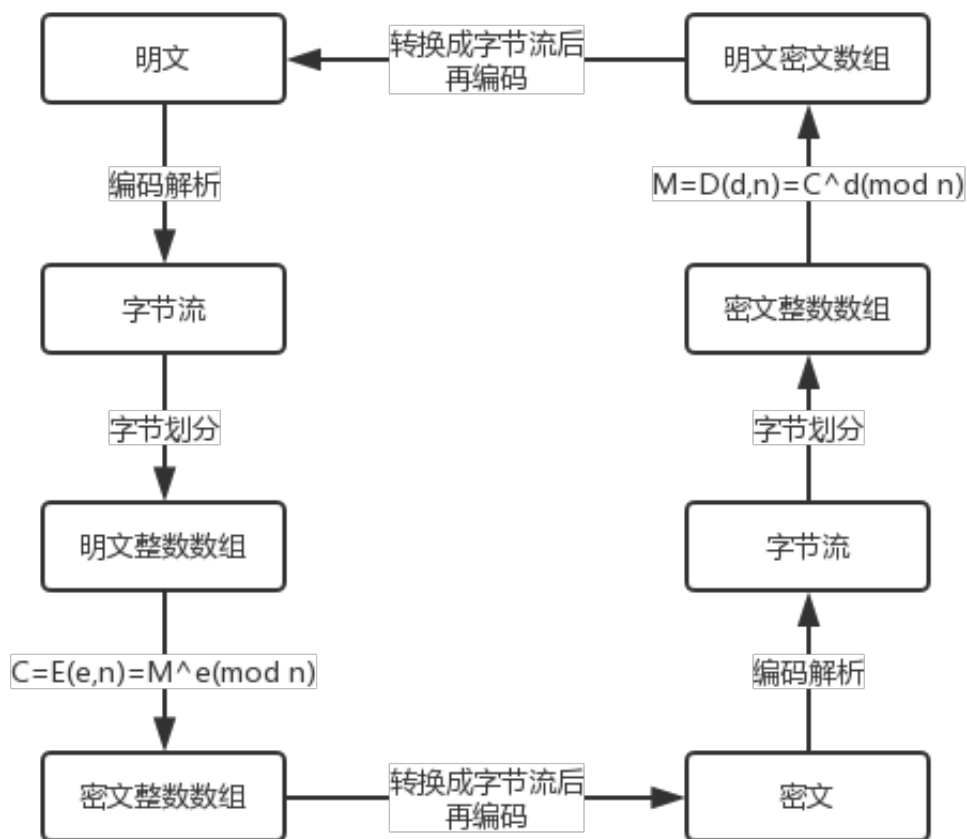 明文
转换成字节流后
再编码
明文密文数组
编码解析
M=D(d,n)=C^d(mod n)
字节流
密文整数数组
字节划分
字节划分
明文整数数组
字节流
C=E(e,n)=M^e(mod n)
编码解析
密文整数数组
转换成字节流后
再编码
密文